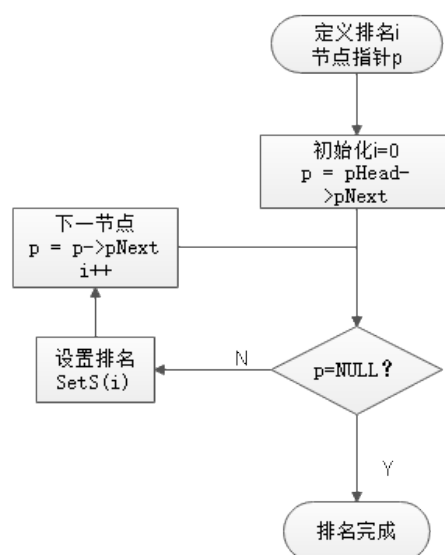 定义排名i
节点指针p
初始化i=0
p = pHead-
>pNext
下一节点
p = p->pNext
i++
设置排名
SetS(i)
N
p=NULL?
Y
排名完成